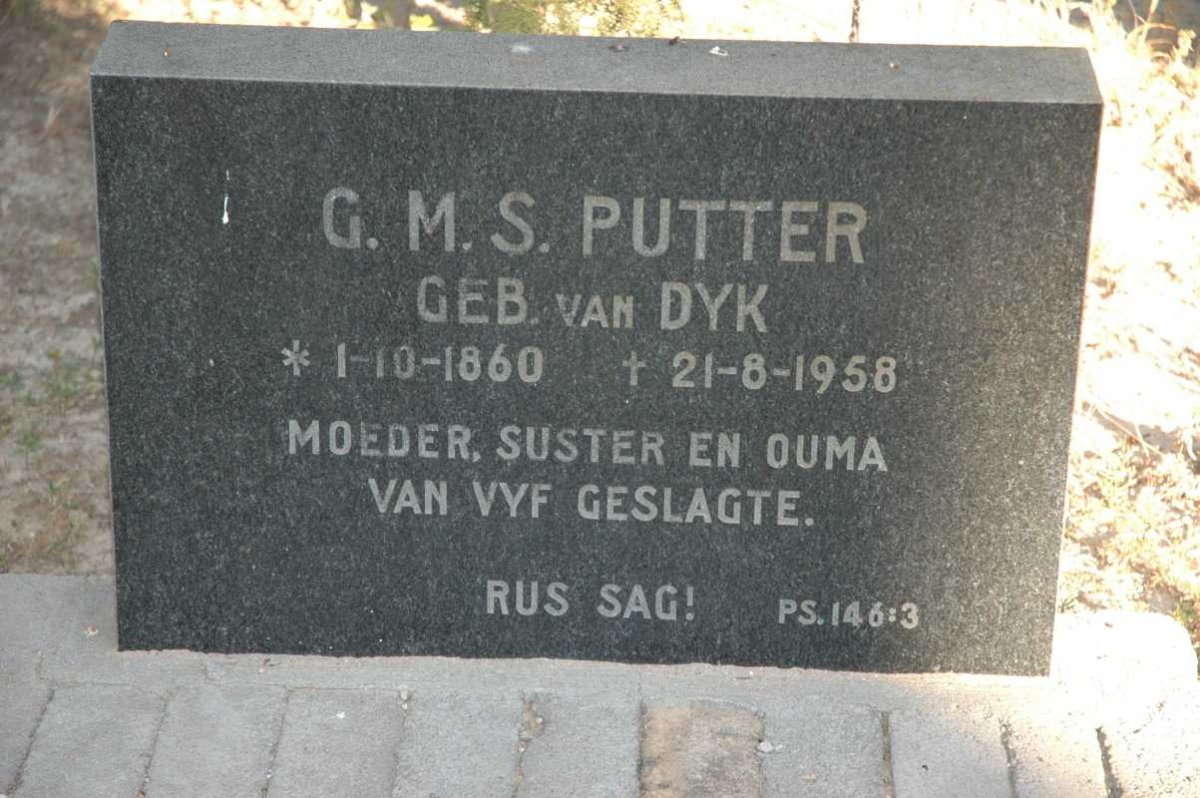 G. M. S. PUTTER
GEB. VAN DYK
* 1-10-1860 † 21-8-1958
MOEDER, SUSTER EN OUMA
VAN VYF GESLAGTE.
RUS SAG! PS. 146:3